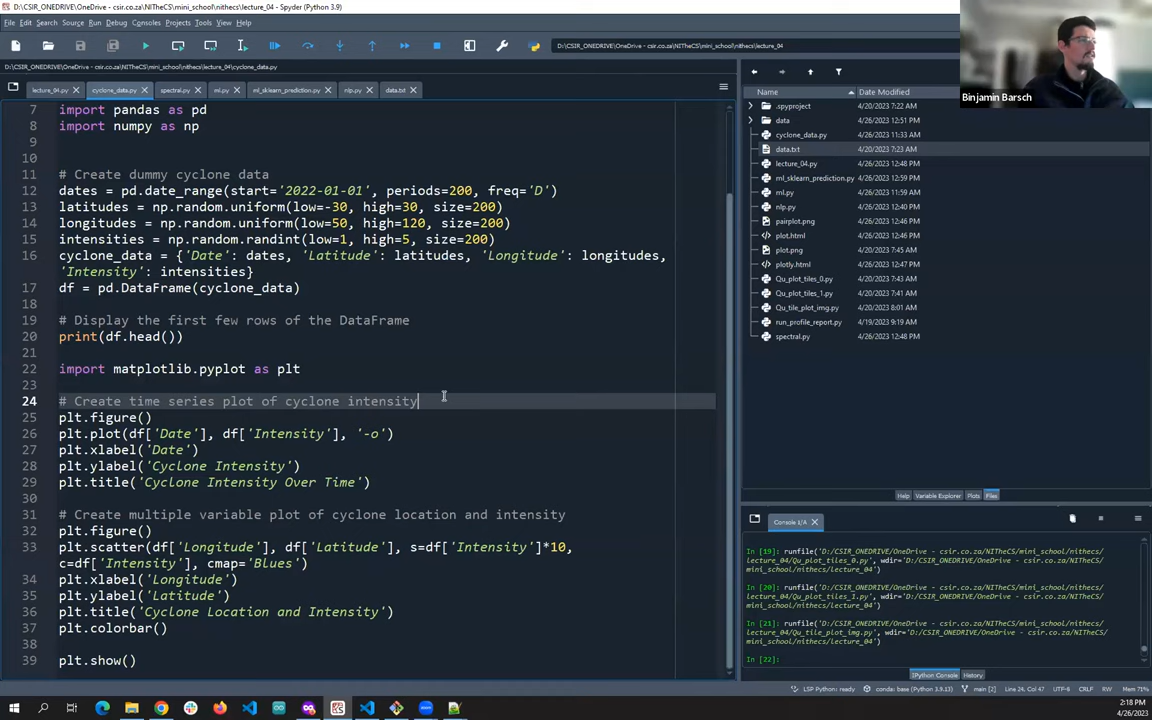 D:\CSIR_ONEDRIVE\OneDrive - csir.co.za\NITheCS\mini_school\nithecs\lecture_04 - Spyder (Python 3.9)
File Edit Search Source Run Debug Consoles Projects Tools View Help
D:\CSIR_ONEDRIVE\OneDrive - csir.co.za\NITheCS\mini_school\nithecs\lecture_04
D:\CSIR_ONEDRIVE\OneDrive - csir.co.za\NITheCS\mini_school\nithecs\lecture_04\cyclone_data.py
lecture_04.py cyclone_data.py spectral.py ml.py ml_sklearn_prediction.py nlp.py data.txt
7 import pandas as pd
8 import numpy as np
9
10
11 # Create dummy cyclone data
12 dates = pd.date_range(start='2022-01-01', periods=200, freq='D')
13 latitudes = np.random.uniform(low=-30, high=30, size=200)
14 longitudes = np.random.uniform(low=50, high=120, size=200)
15 intensities = np.random.randint(low=1, high=5, size=200)
16 cyclone_data = {'Date': dates, 'Latitude': latitudes, 'Longitude': longitudes,
'Intensity': intensities}
17 df = pd.DataFrame(cyclone_data)
18
19 # Display the first few rows of the DataFrame
20 print(df.head())
21
22 import matplotlib.pyplot as plt
23
24 # Create time series plot of cyclone intensity
25 plt.figure()
26 plt.plot(df['Date'], df['Intensity'], '-o')
27 plt.xlabel('Date')
28 plt.ylabel('Cyclone Intensity')
29 plt.title('Cyclone Intensity Over Time')
30
31 # Create multiple variable plot of cyclone location and intensity
32 plt.figure()
33 plt.scatter(df['Longitude'], df['Latitude'], s=df['Intensity']*10,
c=df['Intensity'], cmap='Blues')
34 plt.xlabel('Longitude')
35 plt.ylabel('Latitude')
36 plt.title('Cyclone Location and Intensity')
37 plt.colorbar()
38
39 plt.show()
Binjamin Barsch
Name Date Modified
.spyproject 4/20/2023 7:22 AM
data 4/26/2023 12:51 PM
cyclone_data.py 4/26/2023 11:33 AM
data.txt 4/20/2023 7:23 AM
lecture_04.py 4/26/2023 12:48 PM
ml_sklearn_prediction.py 4/26/2023 12:59 PM
ml.py 4/26/2023 11:59 AM
nlp.py 4/26/2023 12:40 PM
pairplot.png 4/26/2023 12:46 PM
plot.html 4/26/2023 12:46 PM
plot.png 4/20/2023 7:45 AM
plotly.html 4/26/2023 12:47 PM
Qu_plot_tiles_0.py 4/20/2023 7:43 AM
Qu_plot_tiles_1.py 4/20/2023 7:41 AM
Qu_tile_plot_img.py 4/20/2023 8:01 AM
run_profile_report.py 4/19/2023 9:19 AM
spectral.py 4/26/2023 12:48 PM
Help Variable Explorer Plots Files
Console 1/A
In [19]: runfile('D:/CSIR_ONEDRIVE/OneDrive - csir.co.za/NITheCS/mini_school/nithecs/
lecture_04/Qu_plot_tiles_0.py', wdir='D:/CSIR_ONEDRIVE/OneDrive - csir.co.za/NITheCS/
mini_school/nithecs/lecture_04')
In [20]: runfile('D:/CSIR_ONEDRIVE/OneDrive - csir.co.za/NITheCS/mini_school/nithecs/
lecture_04/Qu_plot_tiles_1.py', wdir='D:/CSIR_ONEDRIVE/OneDrive - csir.co.za/NITheCS/
mini_school/nithecs/lecture_04')
In [21]: runfile('D:/CSIR_ONEDRIVE/OneDrive - csir.co.za/NITheCS/mini_school/nithecs/
lecture_04/Qu_tile_plot_img.py', wdir='D:/CSIR_ONEDRIVE/OneDrive - csir.co.za/NITheCS/
mini_school/nithecs/lecture_04')
In [22]:
IPython Console History
LSP Python: ready conda: base (Python 3.9.13) main [2] Line 24, Col 47 UTF-8 CRLF RW Mem 71%
2:18 PM
4/26/2023